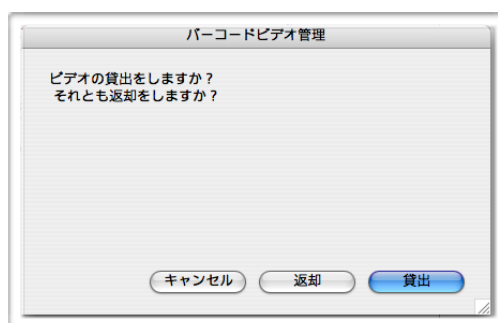 バーコードビデオ管理
ビデオの貸出をしますか？
それとも返却をしますか？
キャンセル 返却 貸出